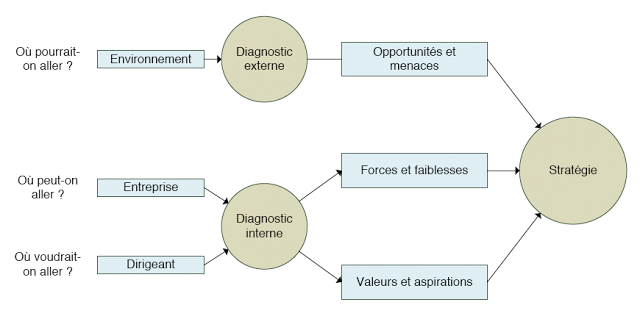 Où pourrait-
on aller ?
Environnement
Diagnostic
externe
Opportunités et
menaces
Où peut-on
aller ?
Entreprise
Forces et faiblesses
Stratégie
Diagnostic
interne
Où voudrait-
on aller ?
Dirigeant
Valeurs et aspirations